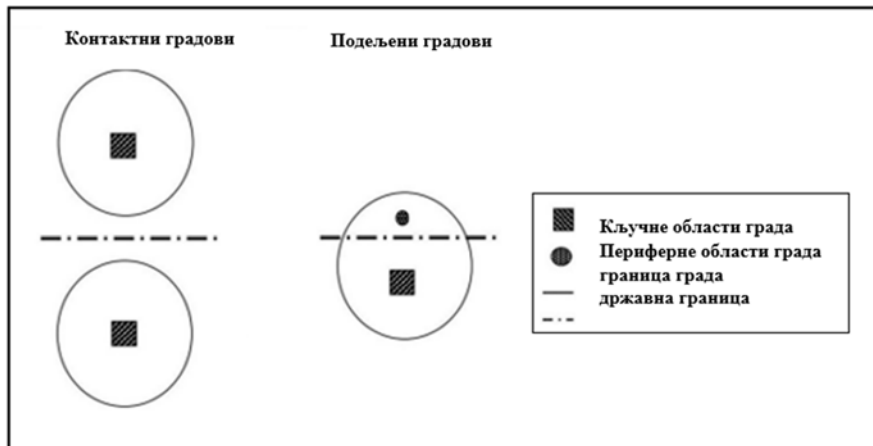 Контактни градови
Подељени градови
Кључне области града
Периферне области града
граница града
државна граница